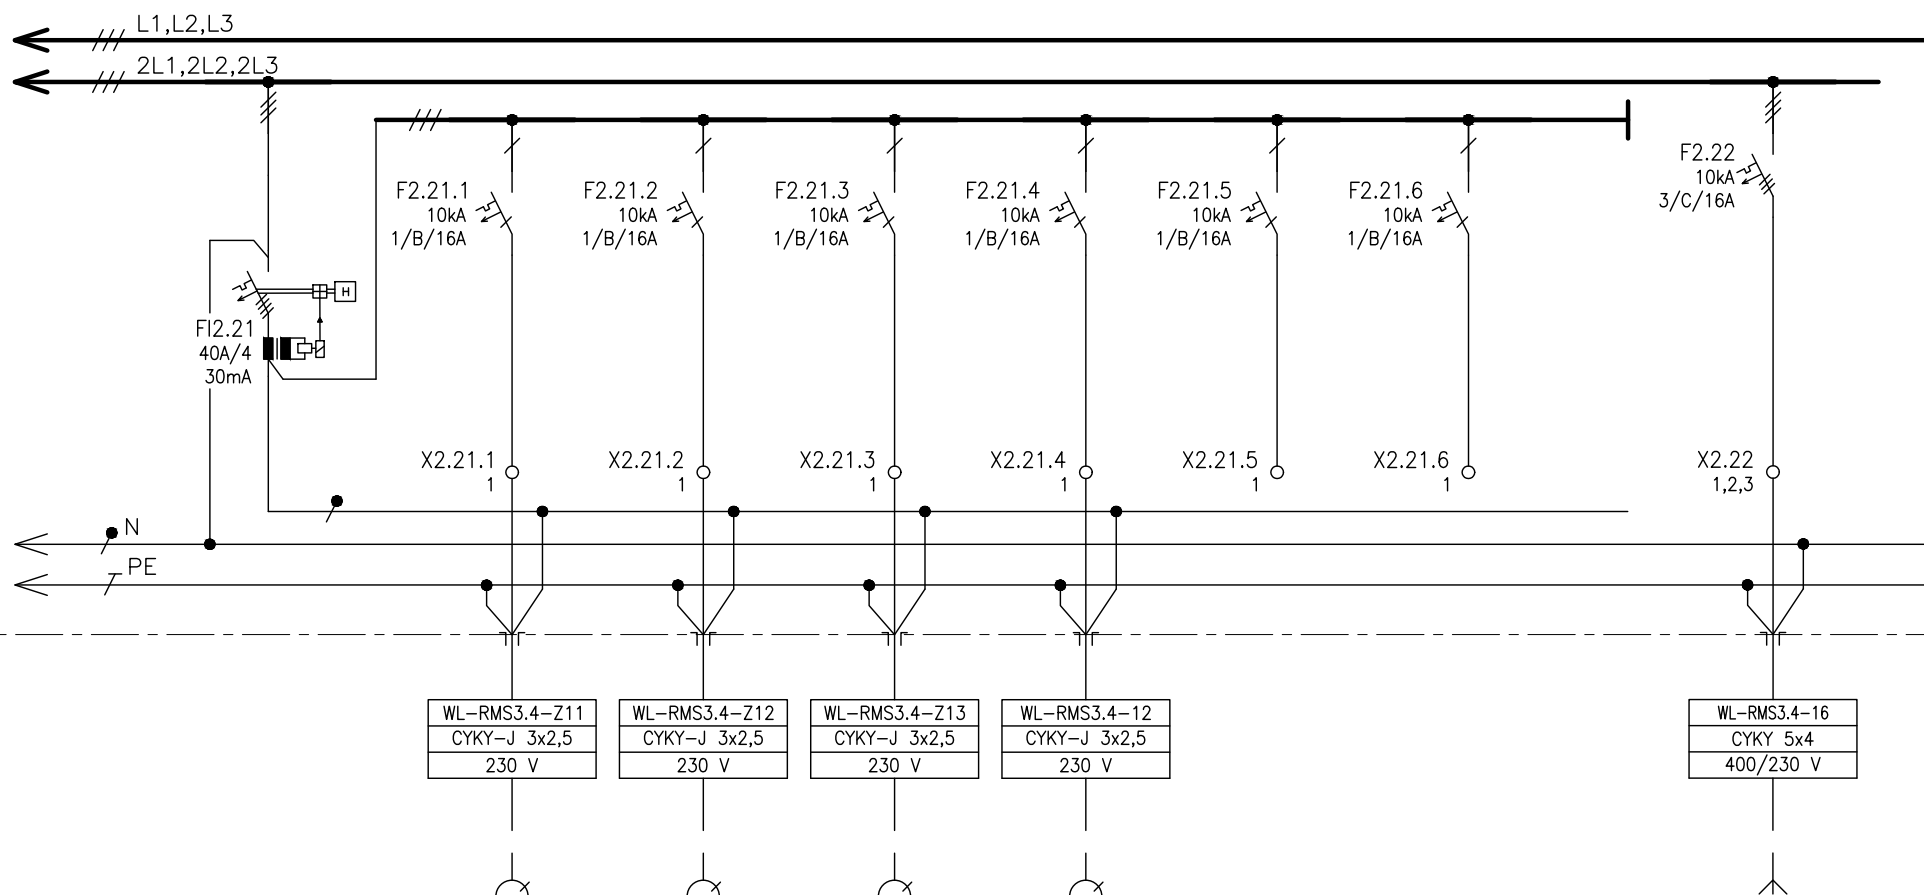 L1,L2,L3
2L1,2L2,2L3
F2.21.1
10kA
1/B/16A
F2.21.2
10kA
1/B/16A
F2.21.3
10kA
1/B/16A
F2.21.4
10kA
1/B/16A
F2.21.5
10kA
1/B/16A
F2.21.6
10kA
1/B/16A
F2.22
10kA
3/C/16A
H
FI2.21
40A/4
30mA
X2.21.1
1
X2.21.2
1
X2.21.3
1
X2.21.4
1
X2.21.5
1
X2.21.6
1
X2.22
1,2,3
N
PE
WL-RMS3.4-Z11
CYKY-J 3x2,5
230 V
WL-RMS3.4-Z12
CYKY-J 3x2,5
230 V
WL-RMS3.4-Z13
CYKY-J 3x2,5
230 V
WL-RMS3.4-12
CYKY-J 3x2,5
230 V
WL-RMS3.4-16
CYKY 5x4
400/230 V